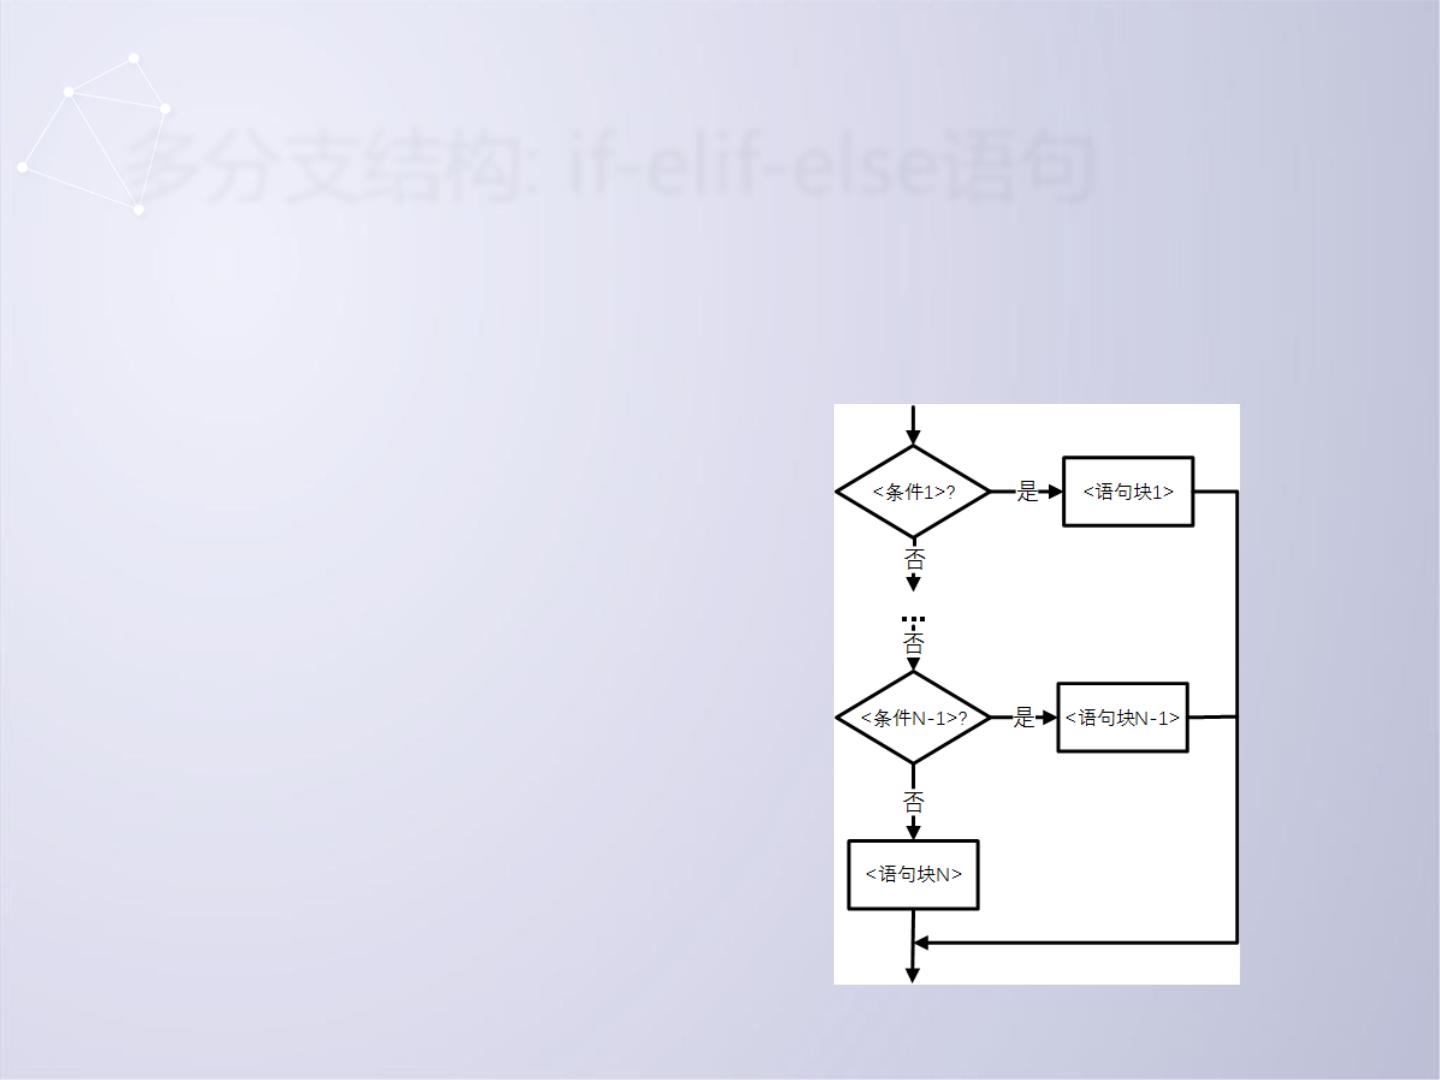 多分支结构: if-elif-else语句
<条件1>?
是
<语句块1>
否
...
否
<条件N-1>?
是
<语句块N-1>
否
<语句块N>